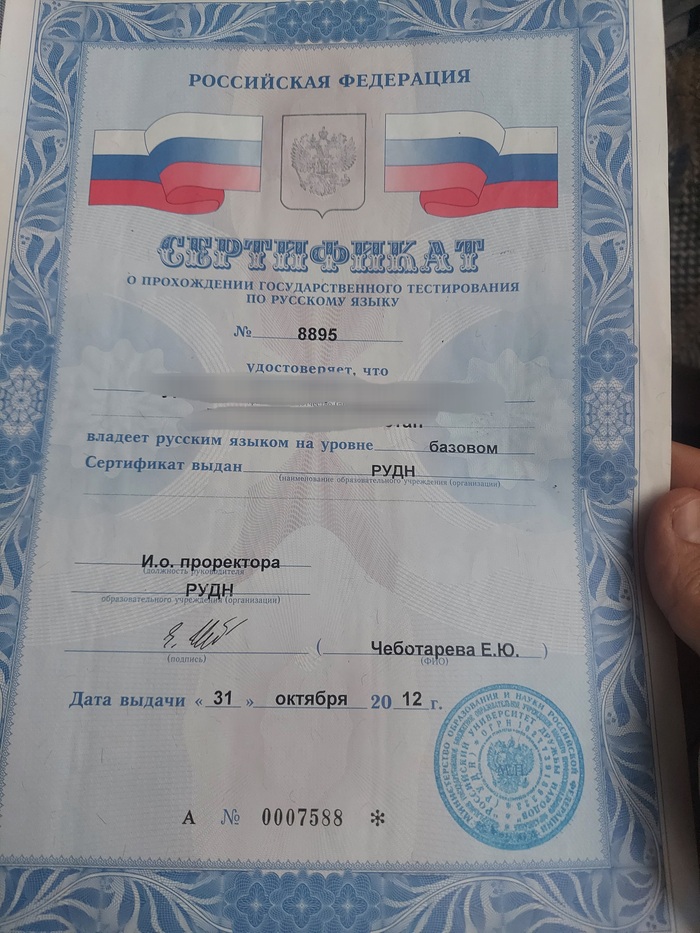 РОССИЙСКАЯ ФЕДЕРАЦИЯ
СЕРТИФИКАТ
О ПРОХОЖДЕНИИ ГОСУДАРСТВЕННОГО ТЕСТИРОВАНИЯ
ПО РУССКОМУ ЯЗЫКУ
№ 8895
удостоверяет, что
владеет русским языком на уровне базовом
Сертификат выдан РУДН
(наименование образовательного учреждения (организации)
И.о. проректора
(должность руководителя
РУДН
образовательного учреждения (организации)
( Чеботарева Е.Ю. )
(подпись) (ФИО)
Дата выдачи « 31 » октября 20 12 г.
А № 0007588 *